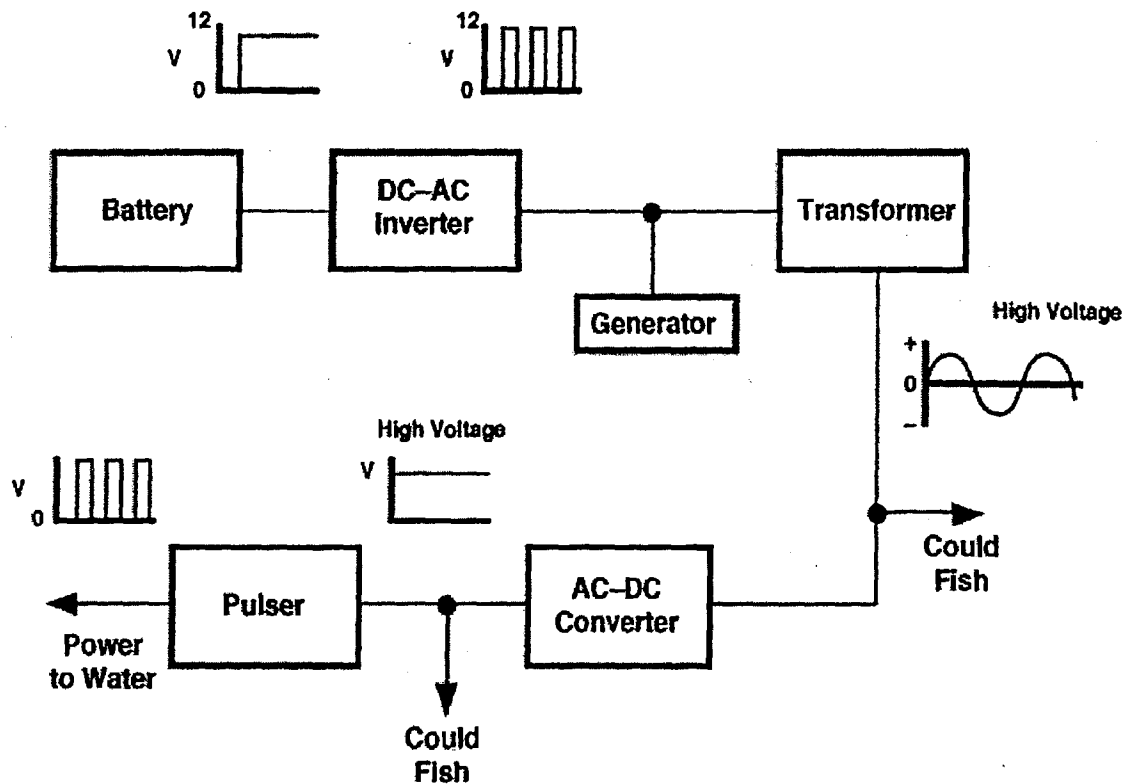 12
V
0
12
V
0
Battery
DC–AC
Inverter
Transformer
Generator
High Voltage
+
0
–
High Voltage
V
V
0
Could
Fish
Pulser
AC–DC
Converter
Power
to Water
Could
Fish